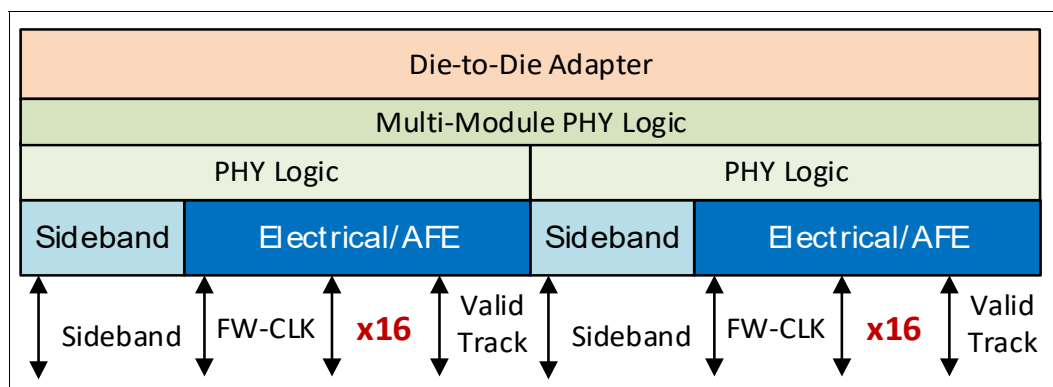 Die-to-Die Adapter
Multi-Module PHY Logic
PHY Logic
PHY Logic
Sideband
Electrical/AFE
Sideband
Electrical/AFE
Sideband
FW-CLK
x16
Valid
Track
Sideband
FW-CLK
x16
Valid
Track